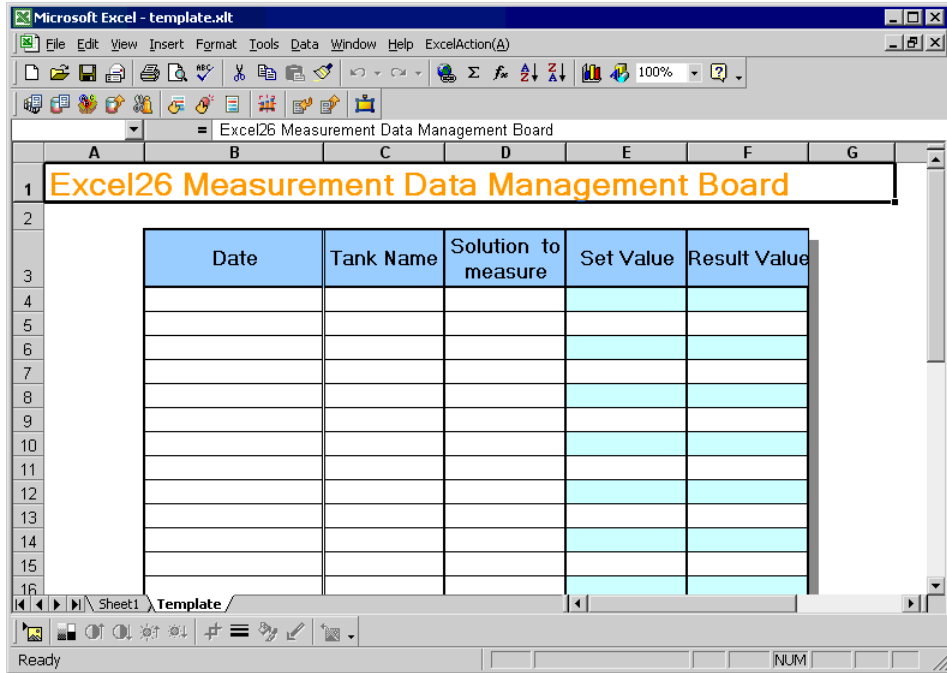 Microsoft Excel - template.xlt
File Edit View Insert Format Tools Data Window Help ExcelAction(A)
ABC Σ fx A Z Z A 100% ?
= Excel26 Measurement Data Management Board
A B C D E F G
1 Excel26 Measurement Data Management Board
2
3 Date Tank Name Solution to measure Set Value Result Value
4
5
6
7
8
9
10
11
12
13
14
15
16
Sheet1 Template
Ready NUM